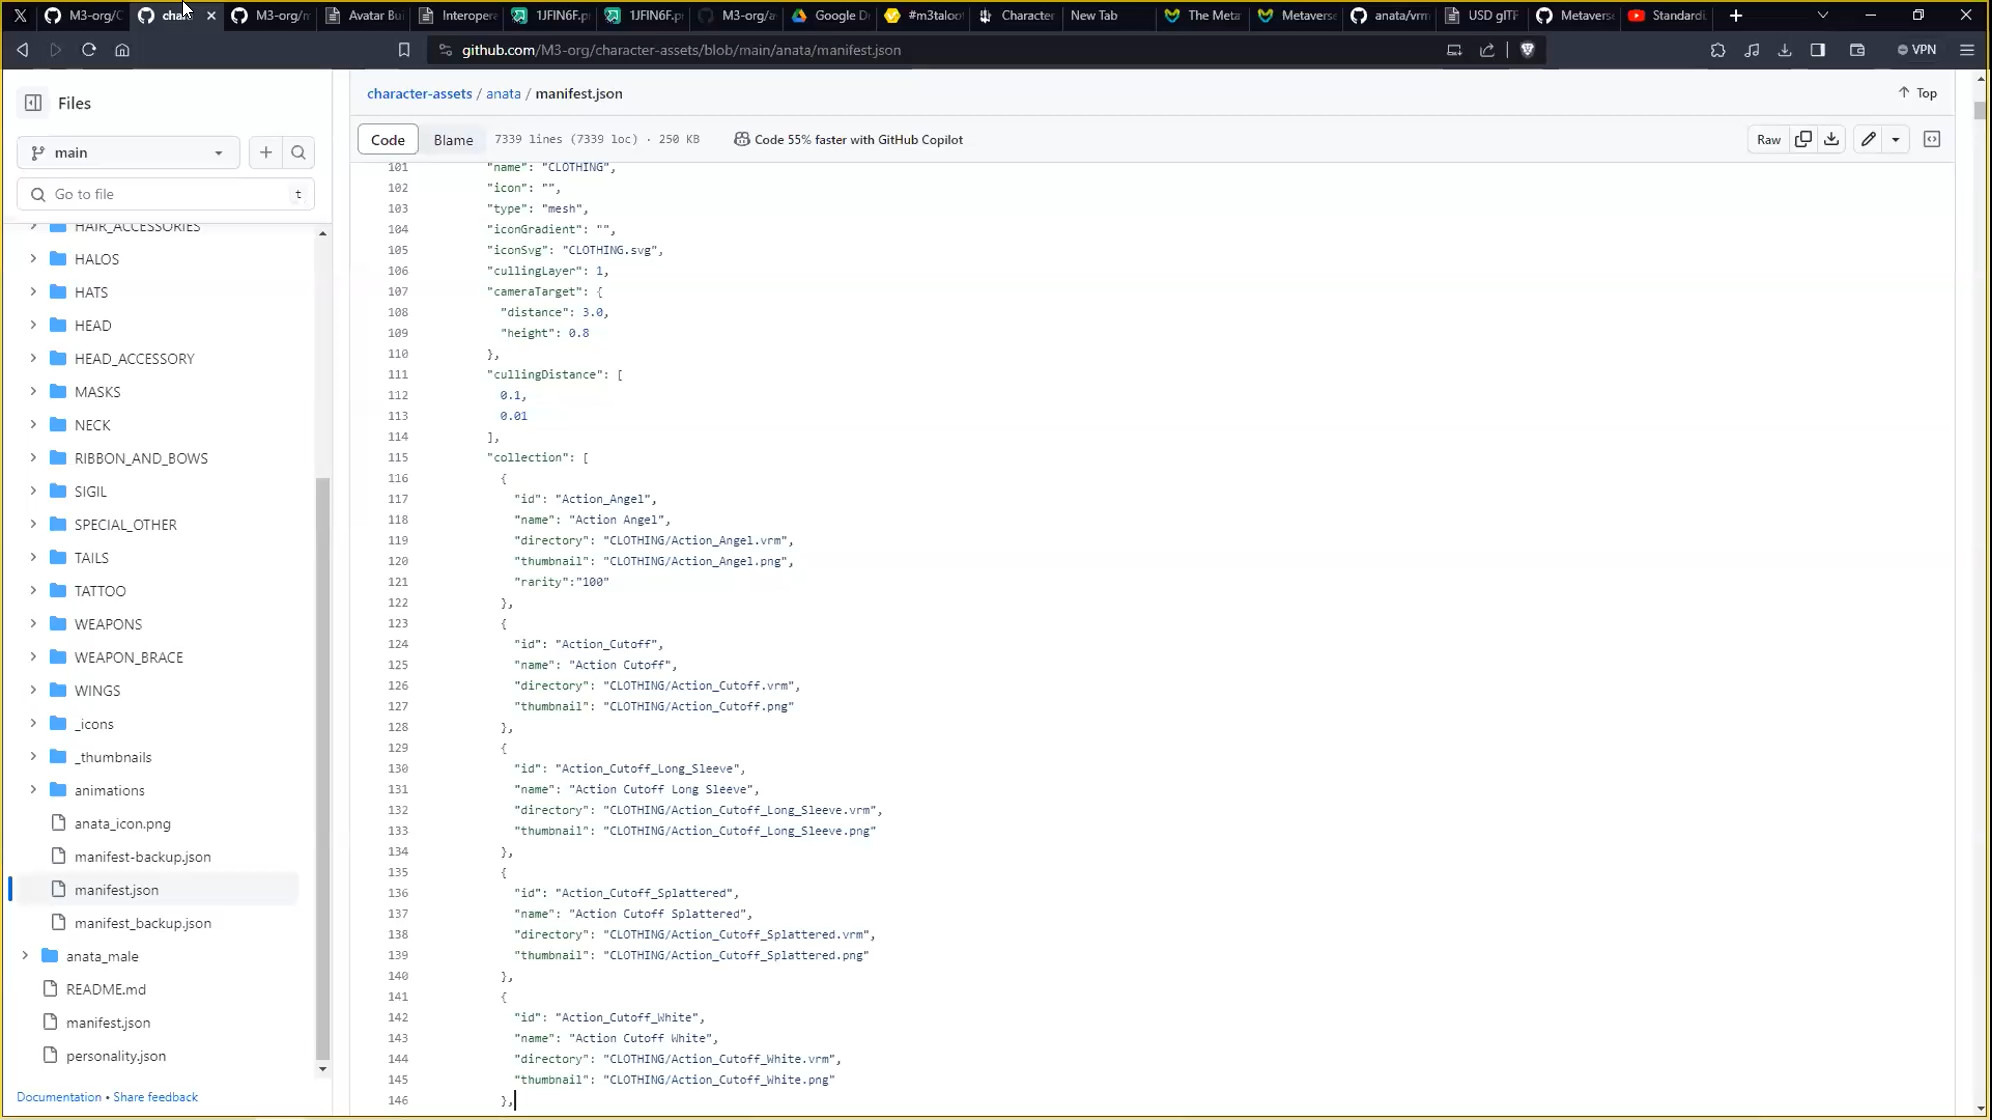 M3-org/C
char
M3-org/m
Avatar Bui
Interopera
1JFIN6F.p
1JFIN6F.p
M3-org/a
Google Dr
#m3taloo
Character
New Tab
The Meta
Metaverse
anata/vrm
USD glTF
Metaverse
Standardi
github.com/M3-org/character-assets/blob/main/anata/manifest.json
VPN
Files
character-assets / anata / manifest.json
Top
main
Code
Blame
7339 lines (7339 loc) · 250 KB
Code 55% faster with GitHub Copilot
Raw
Go to file
t
HAIR_ACCESSORIES
HALOS
HATS
HEAD
HEAD_ACCESSORY
MASKS
NECK
RIBBON_AND_BOWS
SIGIL
SPECIAL_OTHER
TAILS
TATTOO
WEAPONS
WEAPON_BRACE
WINGS
_icons
_thumbnails
animations
anata_icon.png
manifest-backup.json
manifest.json
manifest_backup.json
anata_male
README.md
manifest.json
personality.json
Documentation • Share feedback
101 "name": "CLOTHING",
102 "icon": "",
103 "type": "mesh",
104 "iconGradient": "",
105 "iconSvg": "CLOTHING.svg",
106 "cullingLayer": 1,
107 "cameraTarget": {
108 "distance": 3.0,
109 "height": 0.8
110 },
111 "cullingDistance": [
112 0.1,
113 0.01
114 ],
115 "collection": [
116 {
117 "id": "Action_Angel",
118 "name": "Action Angel",
119 "directory": "CLOTHING/Action_Angel.vrm",
120 "thumbnail": "CLOTHING/Action_Angel.png",
121 "rarity":"100"
122 },
123 {
124 "id": "Action_Cutoff",
125 "name": "Action Cutoff",
126 "directory": "CLOTHING/Action_Cutoff.vrm",
127 "thumbnail": "CLOTHING/Action_Cutoff.png"
128 },
129 {
130 "id": "Action_Cutoff_Long_Sleeve",
131 "name": "Action Cutoff Long Sleeve",
132 "directory": "CLOTHING/Action_Cutoff_Long_Sleeve.vrm",
133 "thumbnail": "CLOTHING/Action_Cutoff_Long_Sleeve.png"
134 },
135 {
136 "id": "Action_Cutoff_Splattered",
137 "name": "Action Cutoff Splattered",
138 "directory": "CLOTHING/Action_Cutoff_Splattered.vrm",
139 "thumbnail": "CLOTHING/Action_Cutoff_Splattered.png"
140 },
141 {
142 "id": "Action_Cutoff_White",
143 "name": "Action Cutoff White",
144 "directory": "CLOTHING/Action_Cutoff_White.vrm",
145 "thumbnail": "CLOTHING/Action_Cutoff_White.png"
146 },